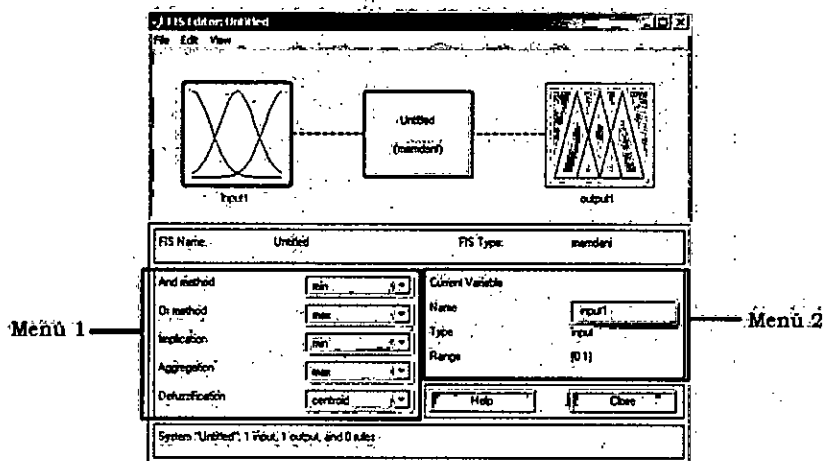 FIS Editor: Untitled
File Edit View
Untitled
(mamdani)
input1
output1
FIS Name: Untitled FIS Type: mamdani
And method min
Or method max
Implication min
Aggregation max
Defuzzification centroid
Current Variable
Name input1
Type input
Range [0 1]
Help Close
System "Untitled": 1 input, 1 output, and 0 rules
Menü 1
Menü 2